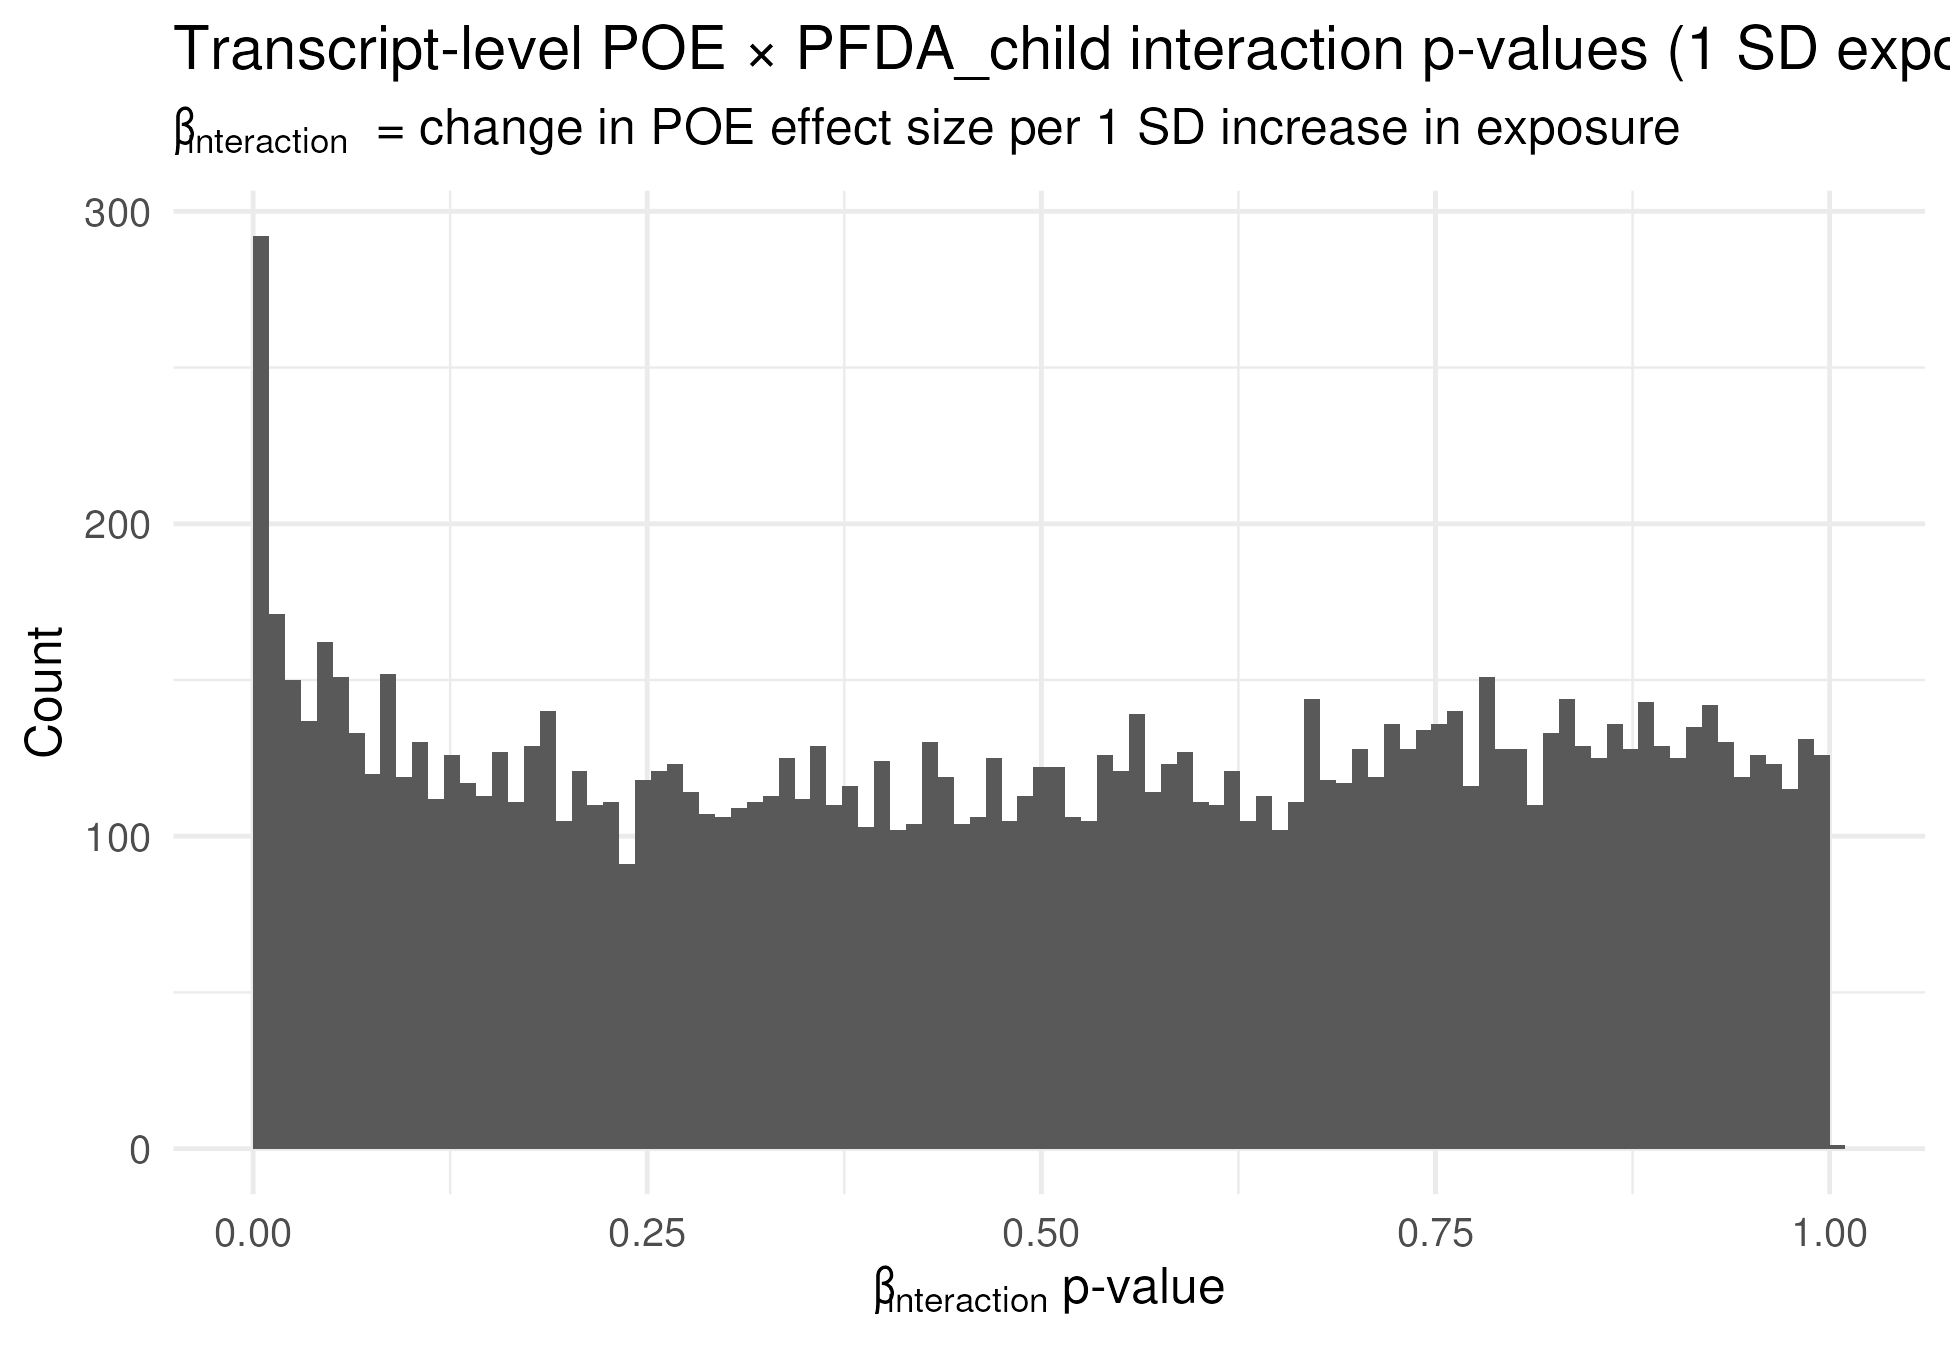 Transcript-level POE × PFDA_child interaction p-values (1 SD expo
βinteraction = change in POE effect size per 1 SD increase in exposure
300
200
100
0
Count
0.00 0.25 0.50 0.75 1.00
βinteraction p-value